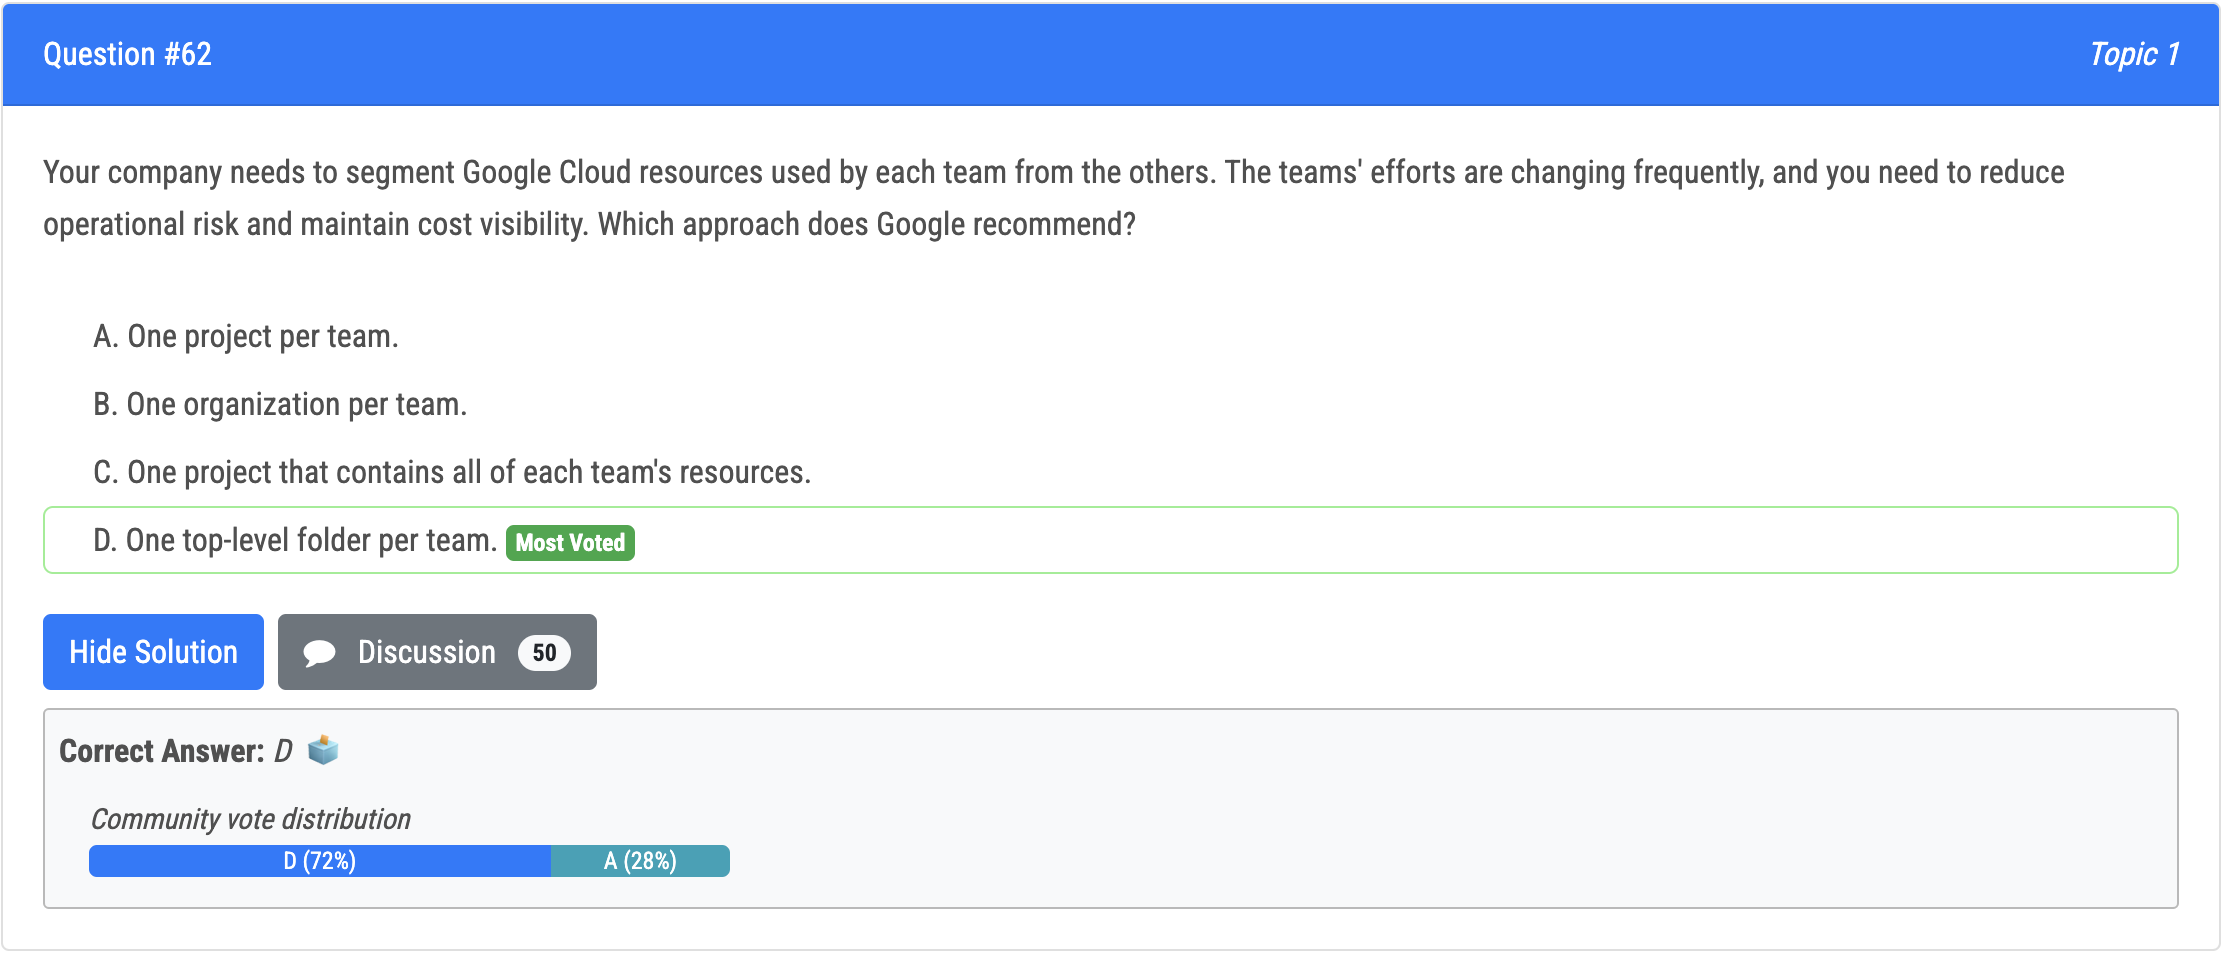 Question #62
Topic 1
Your company needs to segment Google Cloud resources used by each team from the others. The teams' efforts are changing frequently, and you need to reduce
operational risk and maintain cost visibility. Which approach does Google recommend?
A. One project per team.
B. One organization per team.
C. One project that contains all of each team's resources.
D. One top-level folder per team. Most Voted
Hide Solution
Discussion 50
Correct Answer: D
Community vote distribution
D (72%) A (28%)